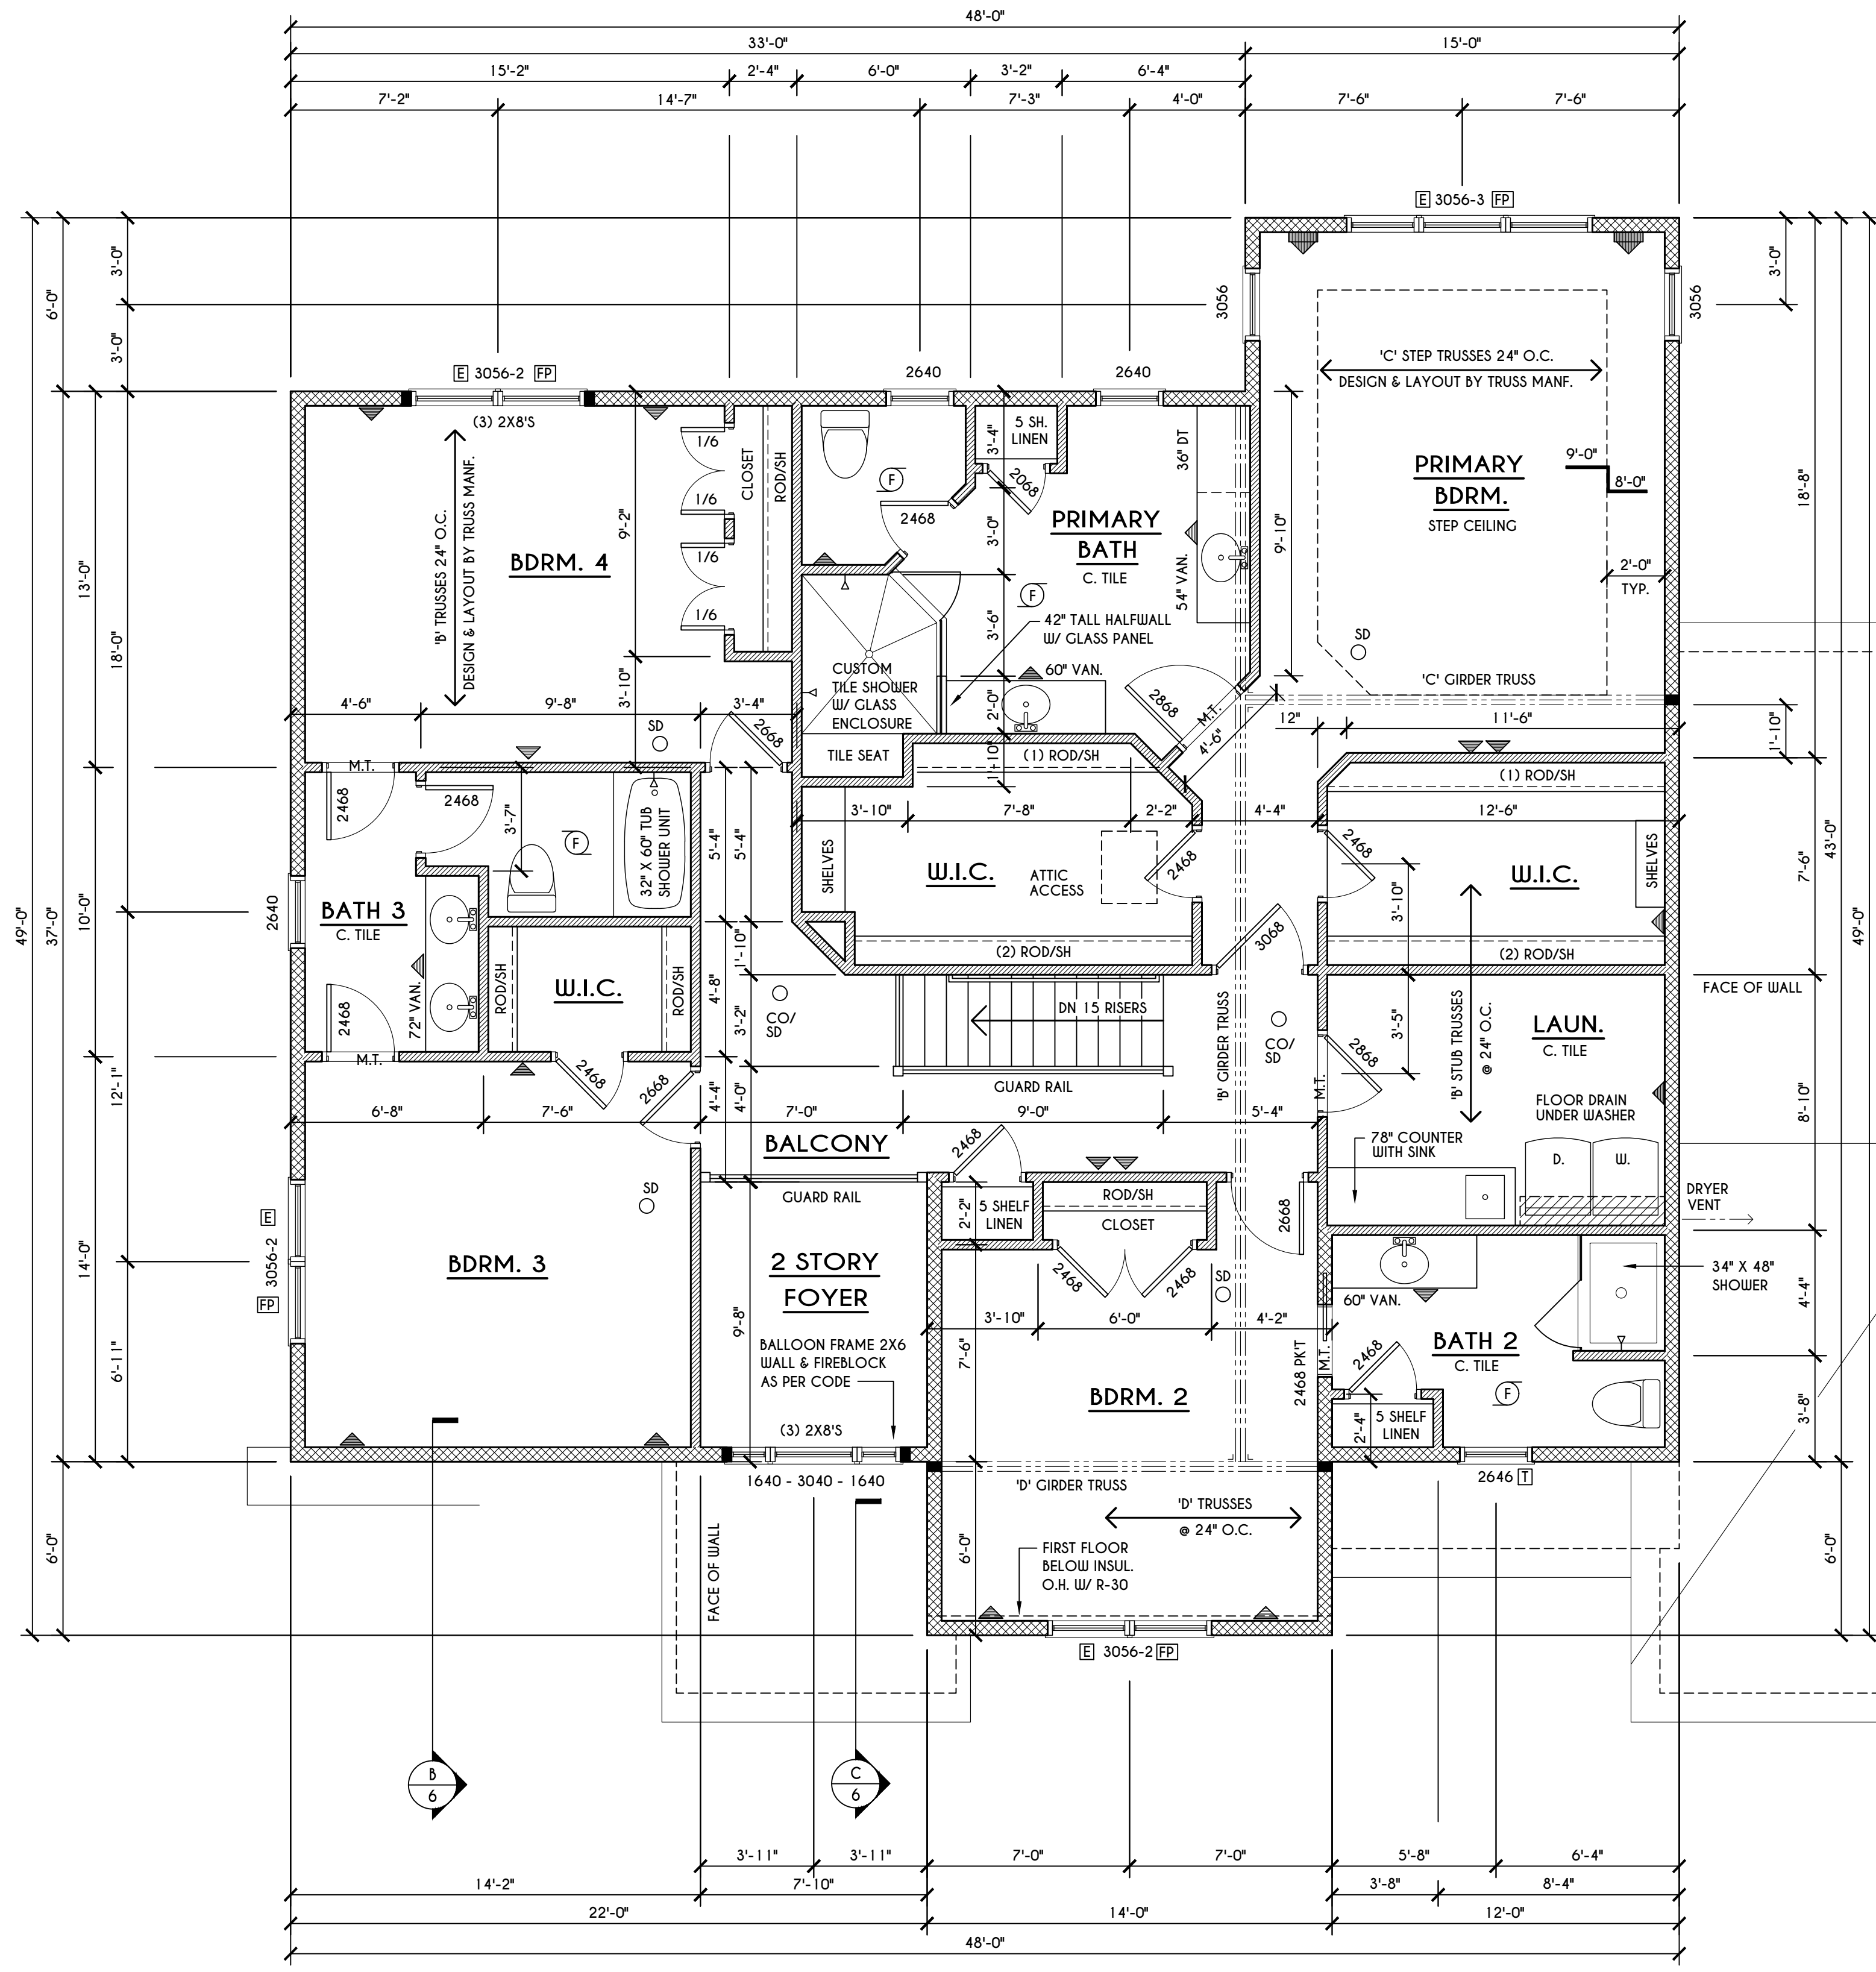 48'-0"
33'-0"
15'-0"
15'-2"
2'-4"
6'-0"
3'-2"
6'-4"
7'-2"
14'-7"
7'-3"
4'-0"
7'-6"
7'-6"
E 3056-3 FP
3'-0"
6'-0"
3'-0"
3'-0"
3056
3056
E 3056-2 FP
2640
2640
(3) 2X8'S
'C' STEP TRUSSES 24" O.C.
DESIGN & LAYOUT BY TRUSS MANF.
1/6
1/6
1/6
1/6
CLOSET
ROD/SH
5 SH.
LINEN
3'-4"
2068
36" DT
PRIMARY
BDRM.
STEP CEILING
9'-0"
8'-0"
18'-8"
'B' TRUSSES 24" O.C.
DESIGN & LAYOUT BY TRUSS MANF.
9'-2"
BDRM. 4
F
2468
3'-0"
PRIMARY
BATH
C. TILE
9'-10"
54" VAN.
2'-0"
TYP.
13'-0"
18'-0"
F
3'-6"
42" TALL HALFWALL
W/ GLASS PANEL
SD
CUSTOM
TILE SHOWER
W/ GLASS
ENCLOSURE
60" VAN.
'C' GIRDER TRUSS
4'-6"
9'-8"
3'-10"
3'-4"
2'-0"
2868
M.T.
4'-6"
12"
11'-6"
1'-10"
SD
2668
TILE SEAT
(1) ROD/SH
1'-10"
(1) ROD/SH
M.T.
2468
2468
3'-7"
F
32" X 60" TUB
SHOWER UNIT
5'-4"
5'-4"
3'-10"
7'-8"
2'-2"
4'-4"
12'-6"
SHELVES
W.I.C.
ATTIC
ACCESS
2468
2468
3'-10"
W.I.C.
SHELVES
7'-6"
43'-0"
49'-0"
49'-0"
37'-0"
10'-0"
2640
BATH 3
C. TILE
72" VAN.
ROD/SH
W.I.C.
ROD/SH
1'-10"
4'-8"
3'-2"
(2) ROD/SH
3068
(2) ROD/SH
FACE OF WALL
2468
M.T.
CO/
SD
DN 15 RISERS
GUARD RAIL
'B' GIRDER TRUSS
CO/
SD
3'-5"
'B' STUB TRUSSES
@ 24" O.C.
LAUN.
C. TILE
2868
M.T.
2468
2668
12'-1"
4'-4"
4'-0"
6'-8"
7'-6"
7'-0"
9'-0"
5'-4"
FLOOR DRAIN
UNDER WASHER
8'-10"
BALCONY
2468
78" COUNTER
WITH SINK
D.
W.
SD
GUARD RAIL
2'-2"
5 SHELF
LINEN
ROD/SH
CLOSET
2668
DRYER
VENT
E
3056-2
FP
14'-0"
BDRM. 3
2 STORY
FOYER
2468
2468
SD
60" VAN.
34" X 48"
SHOWER
4'-4"
3'-10"
6'-0"
4'-2"
9'-8"
BALLOON FRAME 2X6
WALL & FIREBLOCK
AS PER CODE
7'-6"
6'-11"
2468 PK'T
M.T.
2468
BATH 2
C. TILE
F
BDRM. 2
(3) 2X8'S
2'-4"
5 SHELF
LINEN
3'-8"
1640 - 3040 - 1640
2646 T
'D' GIRDER TRUSS
'D' TRUSSES
@ 24" O.C.
6'-0"
FACE OF WALL
6'-0"
FIRST FLOOR
BELOW INSUL.
O.H. W/ R-30
6'-0"
E 3056-2 FP
B
6
C
6
3'-11"
3'-11"
7'-0"
7'-0"
5'-8"
6'-4"
14'-2"
7'-10"
3'-8"
8'-4"
22'-0"
14'-0"
12'-0"
48'-0"